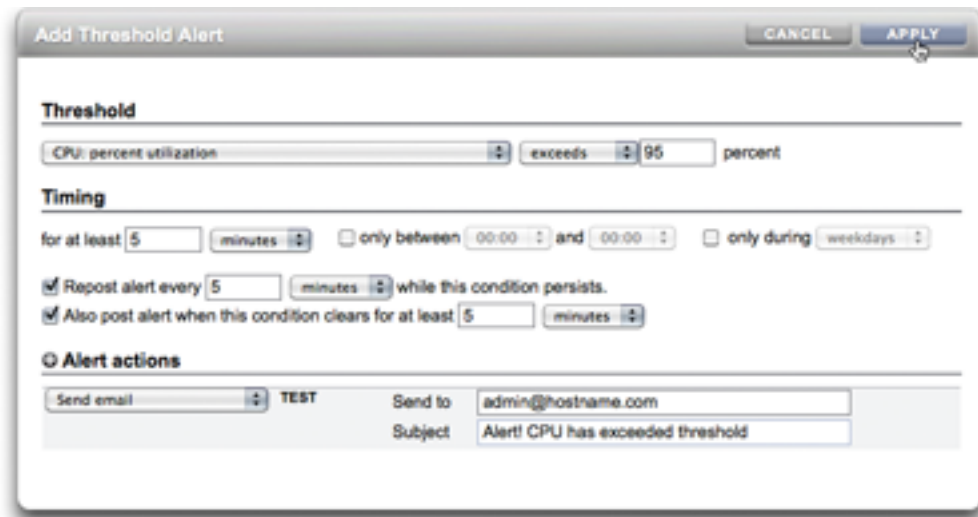 Add Threshold Alert CANCEL APPLY
Threshold
CPU: percent utilization exceeds 95 percent
Timing
for at least 5 minutes only between 00:00 and 00:00 only during weekdays
Repost alert every 5 minutes while this condition persists.
Also post alert when this condition clears for at least 5 minutes
Alert actions
Send email TEST Send to admin@hostname.com
Subject Alert! CPU has exceeded threshold